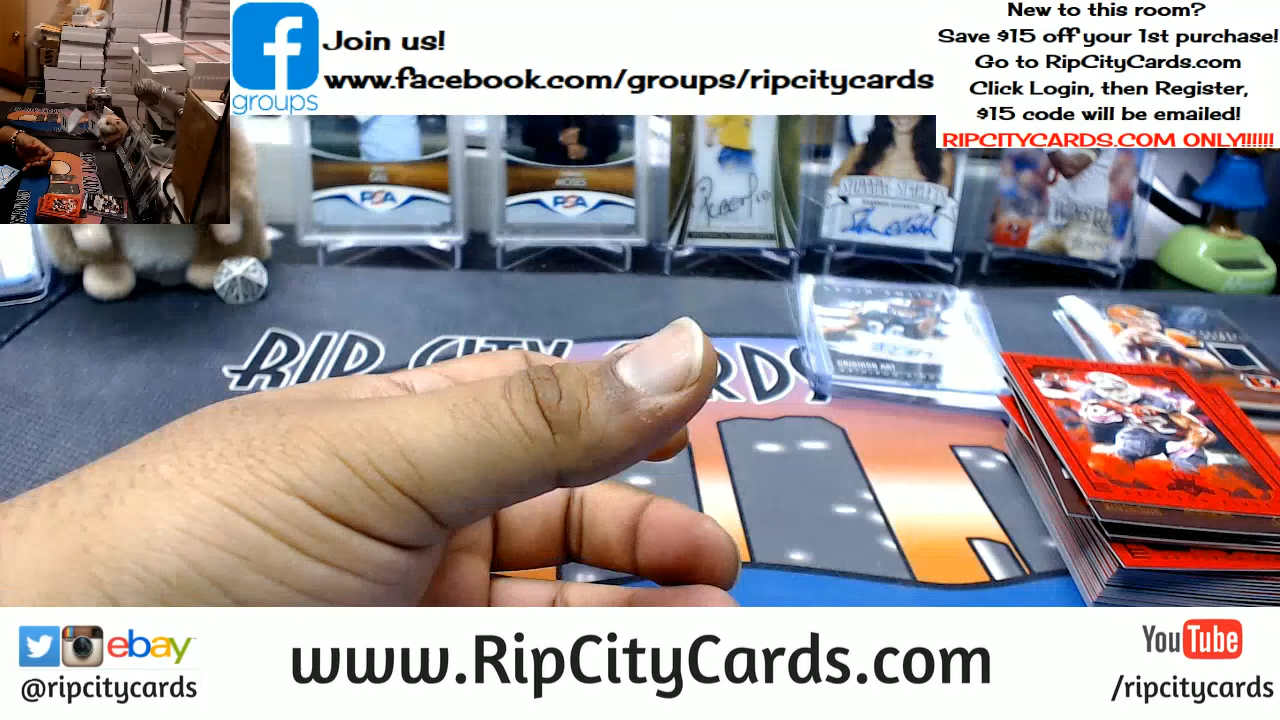 Join us!
www.facebook.com/groups/ripcitycards
groups
New to this room?
Save $15 off your 1st purchase!
Go to RipCityCards.com
Click Login, then Register,
$15 code will be emailed!
RIPCITYCARDS.COM ONLY!!!!!!
PSA
PSA
RIP CITY CARDS
GRIDIRON ART
ebay
@ripcitycards
www.RipCityCards.com
YouTube
/ripcitycards